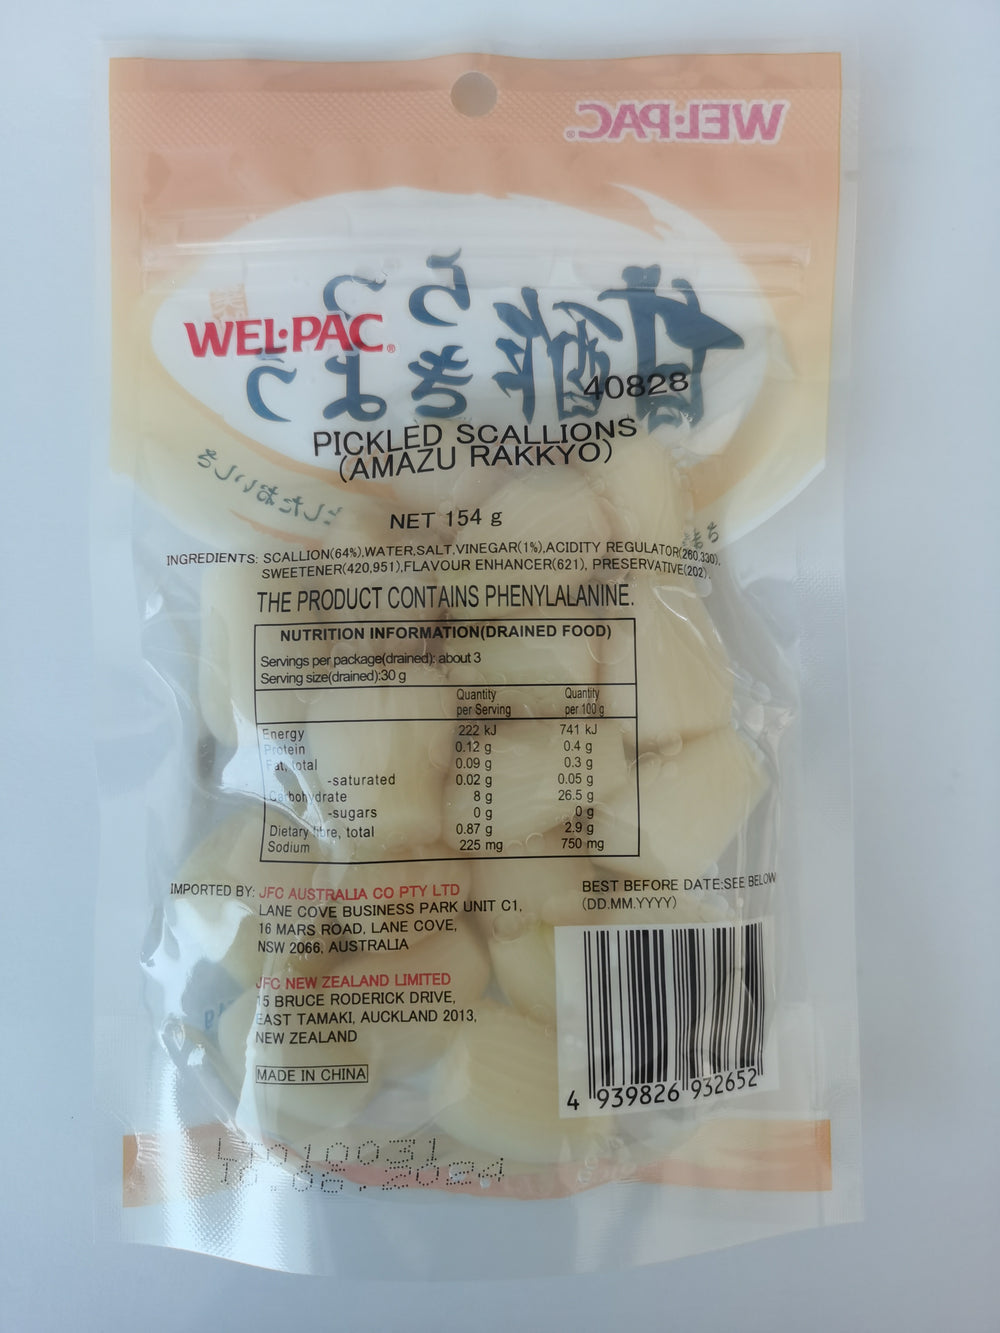 WEL·PAC®
甘酢らっ
きょう
WEL·PAC®
40828
PICKLED SCALLIONS
(AMAZU RAKKYO)
NET 154 g
INGREDIENTS: SCALLION(64%),WATER,SALT,VINEGAR(1%),ACIDITY REGULATOR(260,330),
SWEETENER(420,951),FLAVOUR ENHANCER(621), PRESERVATIVE(202).
THE PRODUCT CONTAINS PHENYLALANINE.
NUTRITION INFORMATION(DRAINED FOOD)
Servings per package(drained): about 3
Serving size(drained):30 g
Quantity per Serving Quantity per 100 g
Energy 222 kJ 741 kJ
Protein 0.12 g 0.4 g
Fat, total 0.09 g 0.3 g
-saturated 0.02 g 0.05 g
Carbohydrate 8 g 26.5 g
-sugars 0 g 0 g
Dietary fibre, total 0.87 g 2.9 g
Sodium 225 mg 750 mg
IMPORTED BY: JFC AUSTRALIA CO PTY LTD
LANE COVE BUSINESS PARK UNIT C1,
16 MARS ROAD, LANE COVE,
NSW 2066, AUSTRALIA
JFC NEW ZEALAND LIMITED
15 BRUCE RODERICK DRIVE,
EAST TAMAKI, AUCKLAND 2013,
NEW ZEALAND
MADE IN CHINA
BEST BEFORE DATE:SEE BELOW
(DD.MM.YYYY)
4 939826 932652
10.06.2024